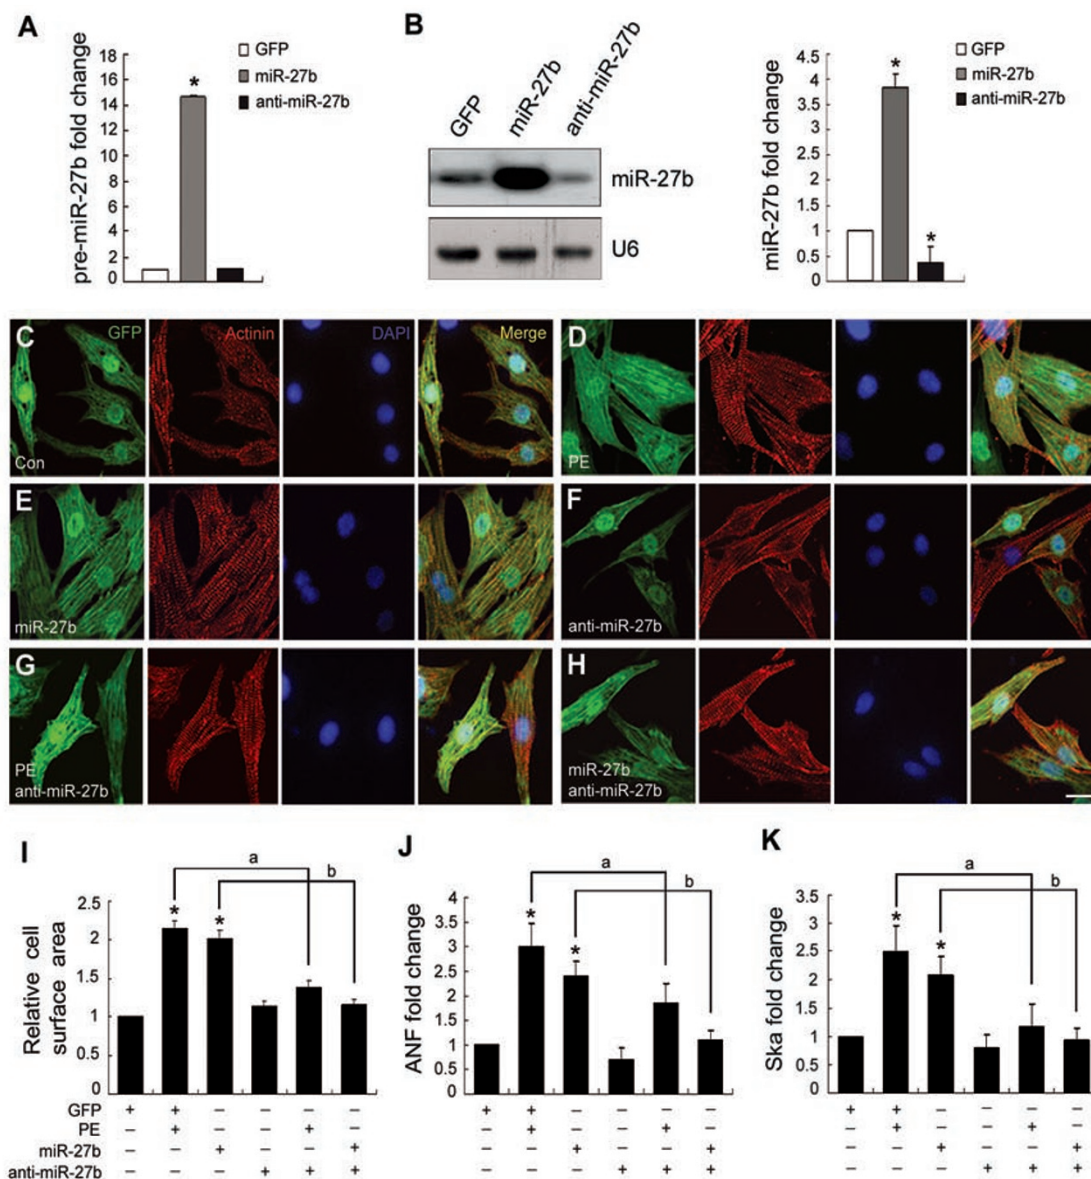 A
pre-miR-27b fold change
18
16
14
12
10
8
6
4
2
0
*
GFP
miR-27b
anti-miR-27b
B
GFP
miR-27b
anti-miR-27b
miR-27b
U6
miR-27b fold change
4.5
4
3.5
3
2.5
2
1.5
1
0.5
0
*
*
GFP
miR-27b
anti-miR-27b
C
GFP
Actinin
DAPI
Merge
Con
D
PE
E
miR-27b
F
anti-miR-27b
G
PE
anti-miR-27b
H
miR-27b
anti-miR-27b
I
a
b
Relative cell
surface area
2.5
2
1.5
1
0.5
0
* *
GFP + + – – – –
PE – + – – + –
miR-27b – – + – – +
anti-miR-27b – – – + + +
J
a
b
ANF fold change
4
3.5
3
2.5
2
1.5
1
0.5
0
*
*
+ + – – – –
– + – – + –
– – + – – +
– – – + + +
K
a
b
Ska fold change
3.5
3
2.5
2
1.5
1
0.5
0
*
*
+ + – – – –
– + – – + –
– – + – – +
– – – + + +